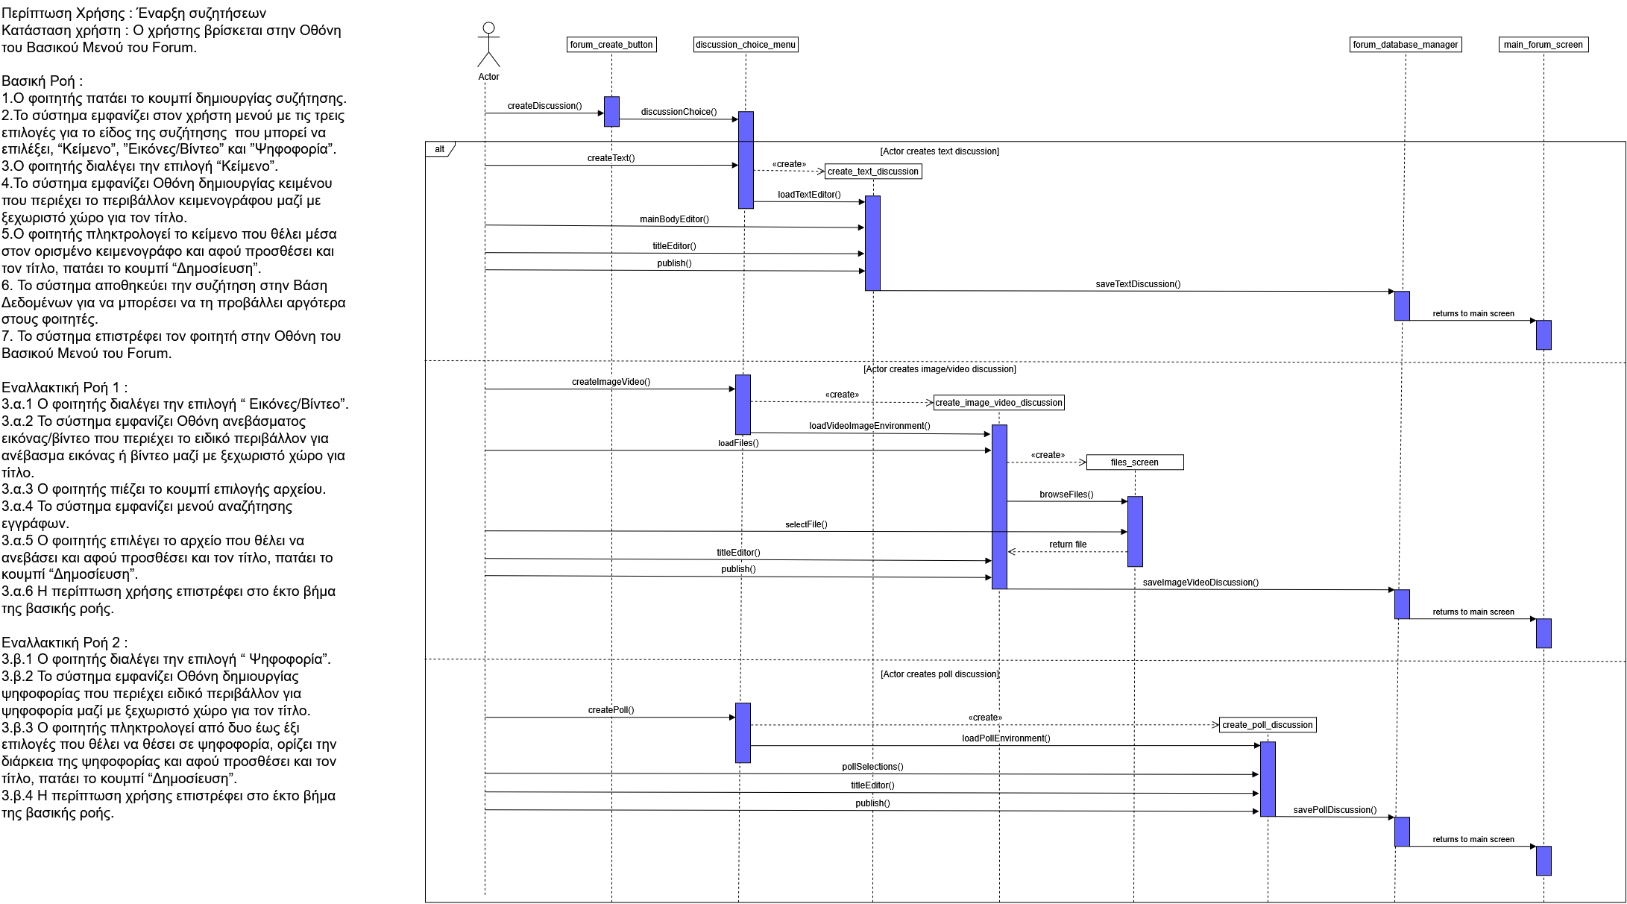 Περίπτωση Χρήσης : Έναρξη συζητήσεων
Κατάσταση χρήστη : Ο χρήστης βρίσκεται στην Οθόνη
του Βασικού Μενού του Forum.
Βασική Ροή :
1.Ο φοιτητής πατάει το κουμπί δημιουργίας συζήτησης.
2.Το σύστημα εμφανίζει στον χρήστη μενού με τις τρεις
επιλογές για το είδος της συζήτησης που μπορεί να
επιλέξει, “Κείμενο”, ”Εικόνες/Βίντεο” και ”Ψηφοφορία”.
3.Ο φοιτητής διαλέγει την επιλογή “Κείμενο”.
4.Το σύστημα εμφανίζει Οθόνη δημιουργίας κειμένου
που περιέχει το περιβάλλον κειμενογράφου μαζί με
ξεχωριστό χώρο για τον τίτλο.
5.Ο φοιτητής πληκτρολογεί το κείμενο που θέλει μέσα
στον ορισμένο κειμενογράφο και αφού προσθέσει και
τον τίτλο, πατάει το κουμπί “Δημοσίευση”.
6. Το σύστημα αποθηκεύει την συζήτηση στην Βάση
Δεδομένων για να μπορέσει να τη προβάλλει αργότερα
στους φοιτητές.
7. Το σύστημα επιστρέφει τον φοιτητή στην Οθόνη του
Βασικού Μενού του Forum.
Εναλλακτική Ροή 1 :
3.α.1 Ο φοιτητής διαλέγει την επιλογή “ Εικόνες/Βίντεο”.
3.α.2 Το σύστημα εμφανίζει Οθόνη ανεβάσματος
εικόνας/βίντεο που περιέχει το ειδικό περιβάλλον για
ανέβασμα εικόνας ή βίντεο μαζί με ξεχωριστό χώρο για
τίτλο.
3.α.3 Ο φοιτητής πιέζει το κουμπί επιλογής αρχείου.
3.α.4 Το σύστημα εμφανίζει μενού αναζήτησης
εγγράφων.
3.α.5 Ο φοιτητής επιλέγει το αρχείο που θέλει να
ανεβάσει και αφού προσθέσει και τον τίτλο, πατάει το
κουμπί “Δημοσίευση”.
3.α.6 Η περίπτωση χρήσης επιστρέφει στο έκτο βήμα
της βασικής ροής.
Εναλλακτική Ροή 2 :
3.β.1 Ο φοιτητής διαλέγει την επιλογή “ Ψηφοφορία”.
3.β.2 Το σύστημα εμφανίζει Οθόνη δημιουργίας
ψηφοφορίας που περιέχει ειδικό περιβάλλον για
ψηφοφορία μαζί με ξεχωριστό χώρο για τον τίτλο.
3.β.3 Ο φοιτητής πληκτρολογεί από δυο έως έξι
επιλογές που θέλει να θέσει σε ψηφοφορία, ορίζει την
διάρκεια της ψηφοφορίας και αφού προσθέσει και τον
τίτλο, πατάει το κουμπί “Δημοσίευση”.
3.β.4 Η περίπτωση χρήσης επιστρέφει στο έκτο βήμα
της βασικής ροής.
Actor
forum_create_button
discussion_choice_menu
forum_database_manager
main_forum_screen
createDiscussion()
discussionChoice()
alt
[Actor creates text discussion]
createText()
«create»
create_text_discussion
loadTextEditor()
mainBodyEditor()
titleEditor()
publish()
saveTextDiscussion()
returns to main screen
[Actor creates image/video discussion]
createImageVideo()
«create»
create_image_video_discussion
loadVideoImageEnvironment()
loadFiles()
«create»
files_screen
browseFiles()
selectFile()
return file
titleEditor()
publish()
saveImageVideoDiscussion()
returns to main screen
[Actor creates poll discussion]
createPoll()
«create»
create_poll_discussion
loadPollEnvironment()
pollSelections()
titleEditor()
publish()
savePollDiscussion()
returns to main screen